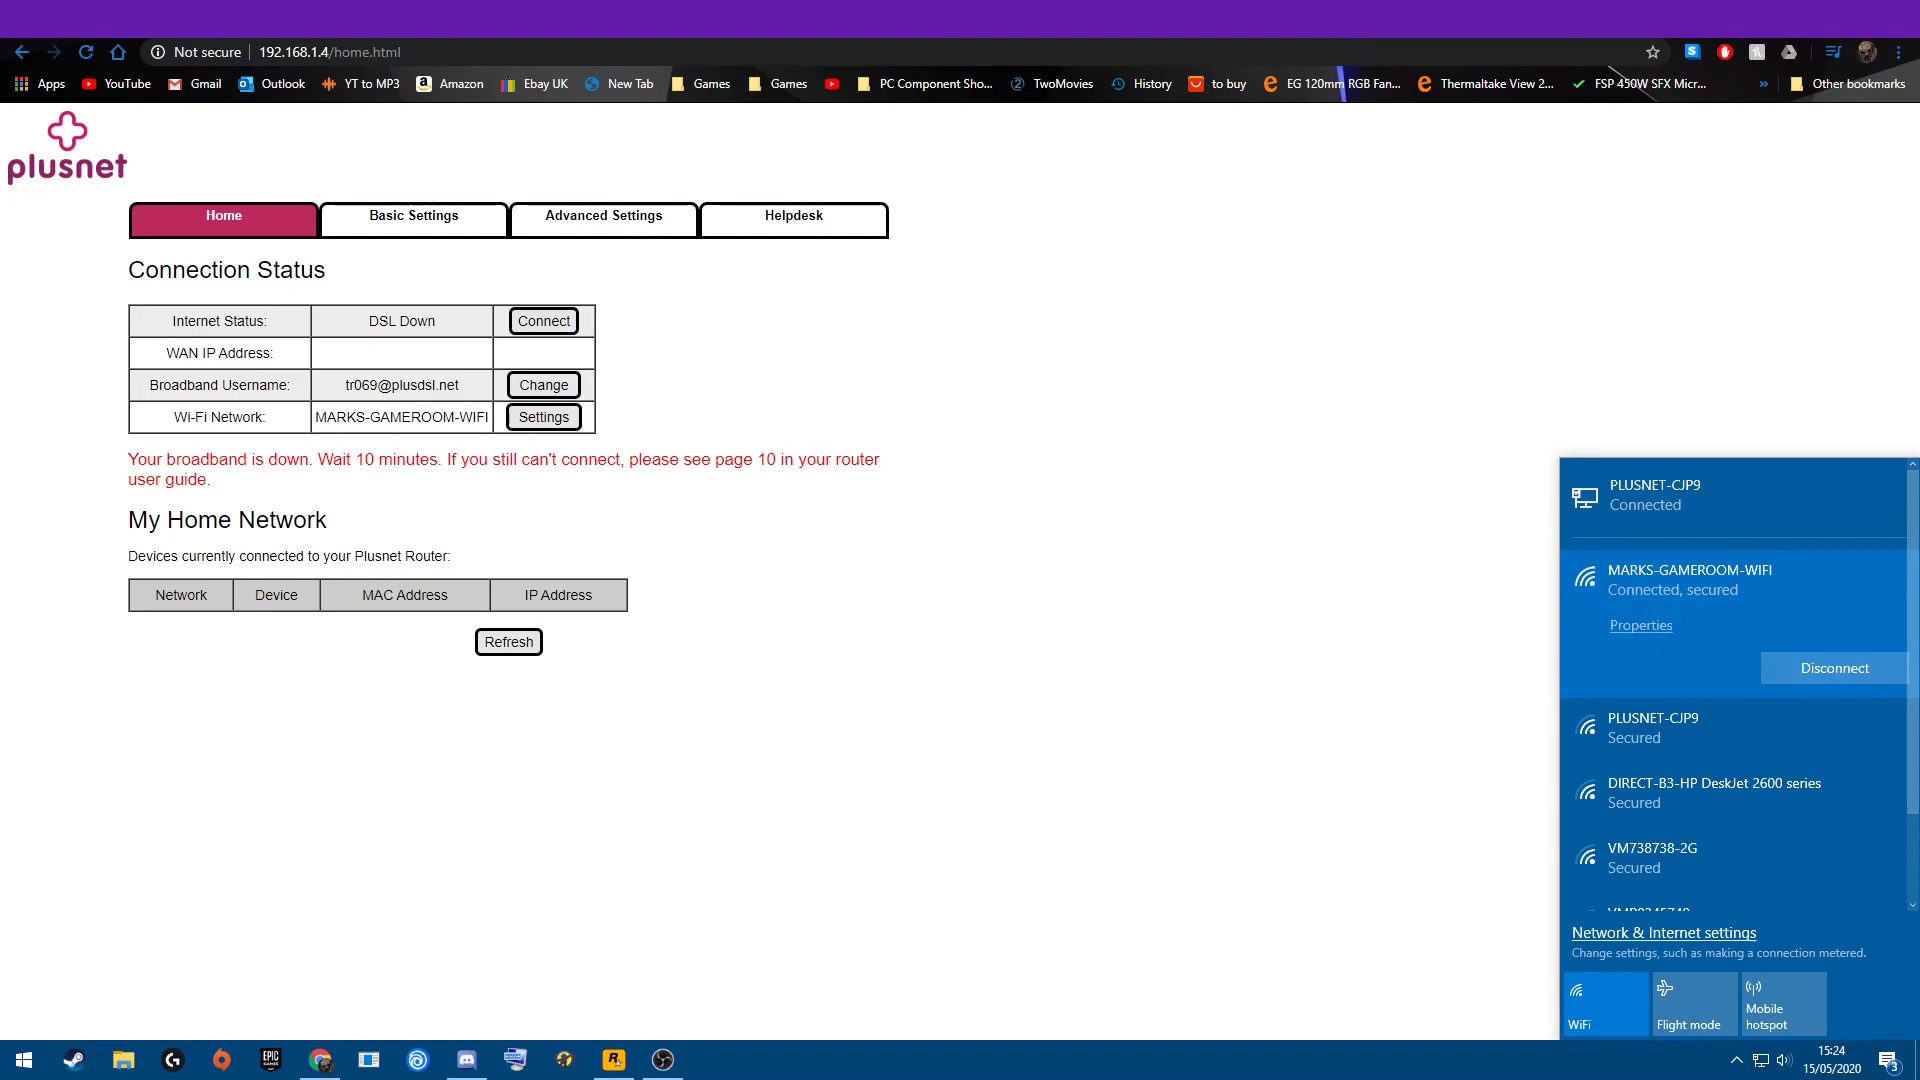 Not secure | 192.168.1.4/home.html
Apps YouTube Gmail Outlook YT to MP3 Amazon Ebay UK New Tab Games Games PC Component Sho... TwoMovies History to buy EG 120mm RGB Fan... Thermaltake View 2... FSP 450W SFX Micr... » Other bookmarks
plusnet
Home Basic Settings Advanced Settings Helpdesk
Connection Status
Internet Status: DSL Down Connect
WAN IP Address:
Broadband Username: tr069@plusdsl.net Change
Wi-Fi Network: MARKS-GAMEROOM-WIFI Settings
Your broadband is down. Wait 10 minutes. If you still can't connect, please see page 10 in your router
user guide.
My Home Network
Devices currently connected to your Plusnet Router:
Network Device MAC Address IP Address
Refresh
PLUSNET-CJP9
Connected
MARKS-GAMEROOM-WIFI
Connected, secured
Properties
Disconnect
PLUSNET-CJP9
Secured
DIRECT-B3-HP DeskJet 2600 series
Secured
VM738738-2G
Secured
Network & Internet settings
Change settings, such as making a connection metered.
WiFi
Flight mode
Mobile
hotspot
EPIC
GAMES
15:24
15/05/2020
3